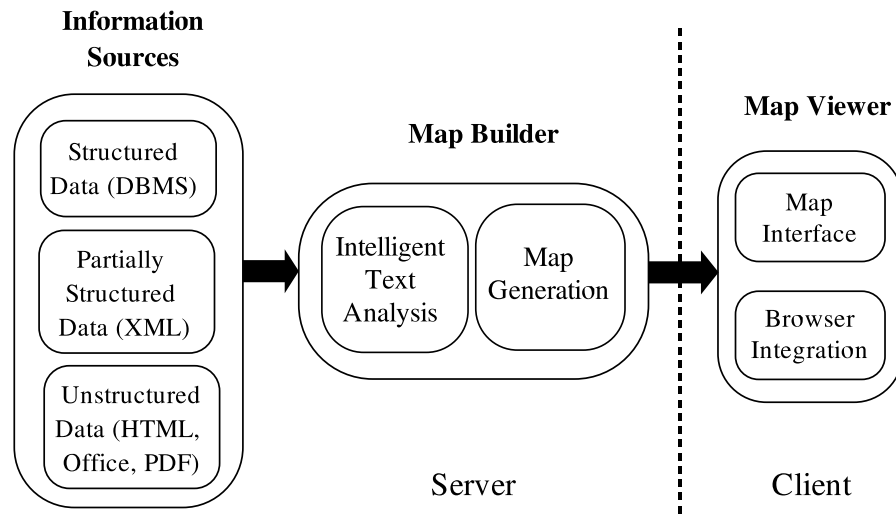 Information
Sources
Structured
Data (DBMS)
Partially
Structured
Data (XML)
Unstructured
Data (HTML,
Office, PDF)
Map Builder
Intelligent
Text
Analysis
Map
Generation
Server
Map Viewer
Map
Interface
Browser
Integration
Client